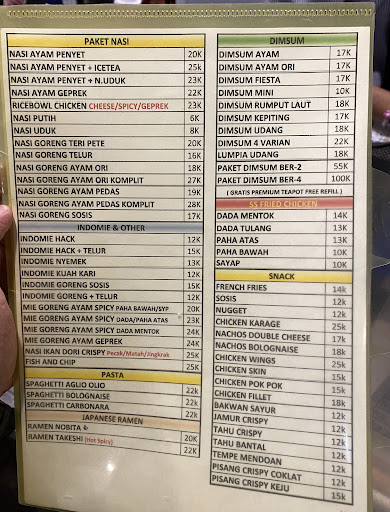 PAKET NASI
NASI AYAM PENYET 20K
NASI AYAM PENYET + ICETEA 25k
NASI AYAM PENYET + N.UDUK 23K
NASI AYAM GEPREK 22K
RICEBOWL CHICKEN CHEESE/SPICY/GEPREK 23K
NASI PUTIH 6K
NASI UDUK 8K
NASI GORENG TERI PETE 20K
NASI GORENG TELUR 16K
NASI GORENG AYAM ORI 18K
NASI GORENG AYAM ORI KOMPLIT 27K
NASI GORENG AYAM PEDAS 19K
NASI GORENG AYAM PEDAS KOMPLIT 28K
NASI GORENG SOSIS 17K
INDOMIE & OTHER
INDOMIE HACK 12K
INDOMIE HACK + TELUR 15K
INDOMIE NYEMEK 13K
INDOMIE KUAH KARI 12K
INDOMIE GORENG SOSIS 15K
INDOMIE GORENG + TELUR 12K
MIE GORENG AYAM SPICY PAHA BAWAH/SYP 20K
MIE GORENG AYAM SPICY DADA/PAHA ATAS 23K
MIE GORENG AYAM SPICY DADA MENTOK 24K
MIE GORENG AYAM GEPREK 24K
NASI IKAN DORI CRISPY Pecak/Matah/Jingkrak 25K
FISH AND CHIP 25K
PASTA
SPAGHETTI AGLIO OLIO 22k
SPAGHETTI BOLOGNAISE 22k
SPAGHETTI CARBONARA 22k
JAPANESE RAMEN
RAMEN NOBITA 20K
RAMEN TAKESHI (Hot Spicy) 22k
DIMSUM
DIMSUM AYAM 17K
DIMSUM AYAM ORI 17K
DIMSUM FIESTA 17K
DIMSUM MINI 10K
DIMSUM RUMPUT LAUT 18K
DIMSUM KEPITING 17K
DIMSUM UDANG 18K
DIMSUM 4 VARIAN 22K
LUMPIA UDANG 18K
PAKET DIMSUM BER-2 55K
PAKET DIMSUM BER-4 100K
( GRATIS PREMIUM TEAPOT FREE REFILL )
SS FRIED CHICKEN
DADA MENTOK 14K
DADA TULANG 13K
PAHA ATAS 13K
PAHA BAWAH 10K
SAYAP 10K
SNACK
FRENCH FRIES 14k
SOSIS 12k
NUGGET 12k
CHICKEN KARAGE 25k
NACHOS DOUBLE CHEESE 17k
NACHOS BOLOGNAISE 18k
CHICKEN WINGS 25k
CHICKEN SKIN 15k
CHICKEN POK POK 15k
CHICKEN FILLET 18k
BAKWAN SAYUR 12k
JAMUR CRISPY 12k
TAHU CRISPY 12k
TAHU BANTAL 12k
TEMPE MENDOAN 12k
PISANG CRISPY COKLAT 12k
PISANG CRISPY KEJU 15k